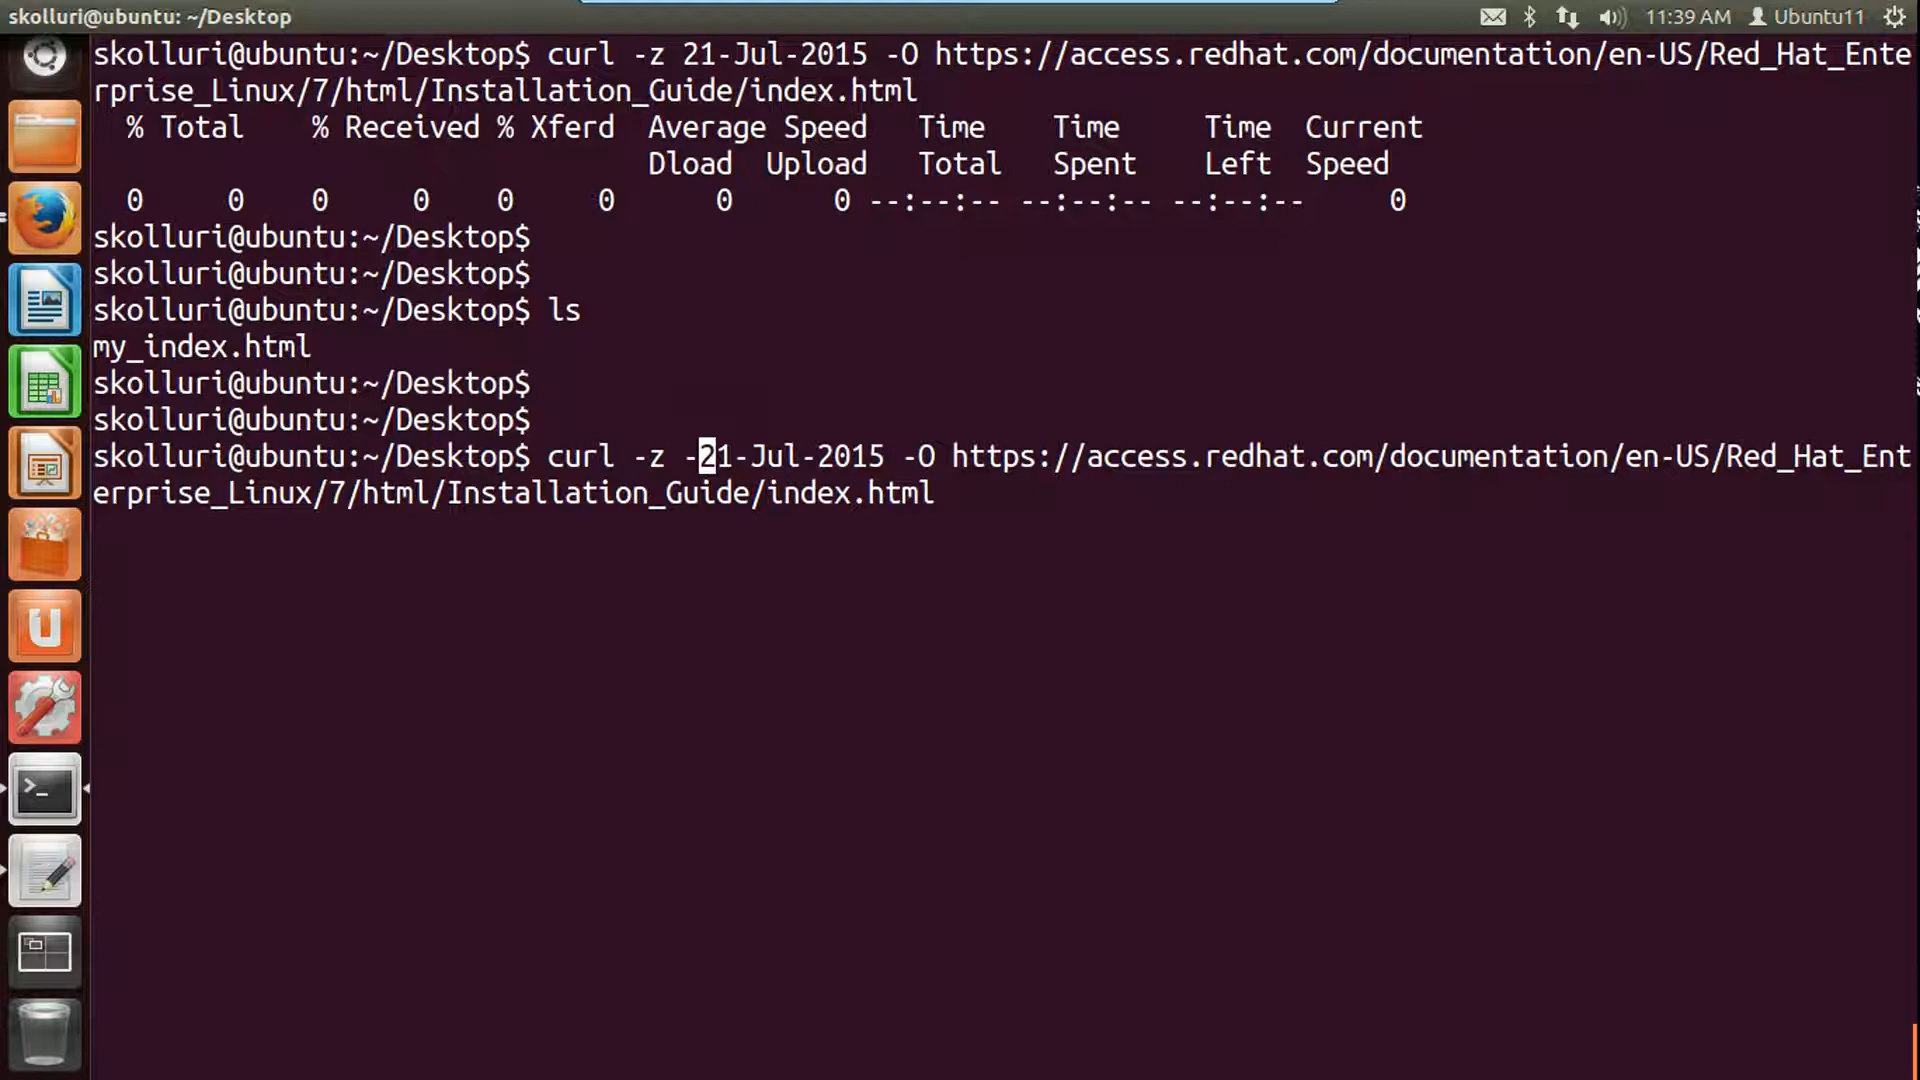 skolluri@ubuntu: ~/Desktop 11:39 AM Ubuntu11
skolluri@ubuntu:~/Desktop$ curl -z 21-Jul-2015 -O https://access.redhat.com/documentation/en-US/Red_Hat_Ente
rprise_Linux/7/html/Installation_Guide/index.html
% Total % Received % Xferd Average Speed Time Time Time Current
Dload Upload Total Spent Left Speed
0 0 0 0 0 0 0 0 --:--:-- --:--:-- --:--:-- 0
skolluri@ubuntu:~/Desktop$
skolluri@ubuntu:~/Desktop$
skolluri@ubuntu:~/Desktop$ ls
my_index.html
skolluri@ubuntu:~/Desktop$
skolluri@ubuntu:~/Desktop$
skolluri@ubuntu:~/Desktop$ curl -z -21-Jul-2015 -O https://access.redhat.com/documentation/en-US/Red_Hat_Ent
erprise_Linux/7/html/Installation_Guide/index.html